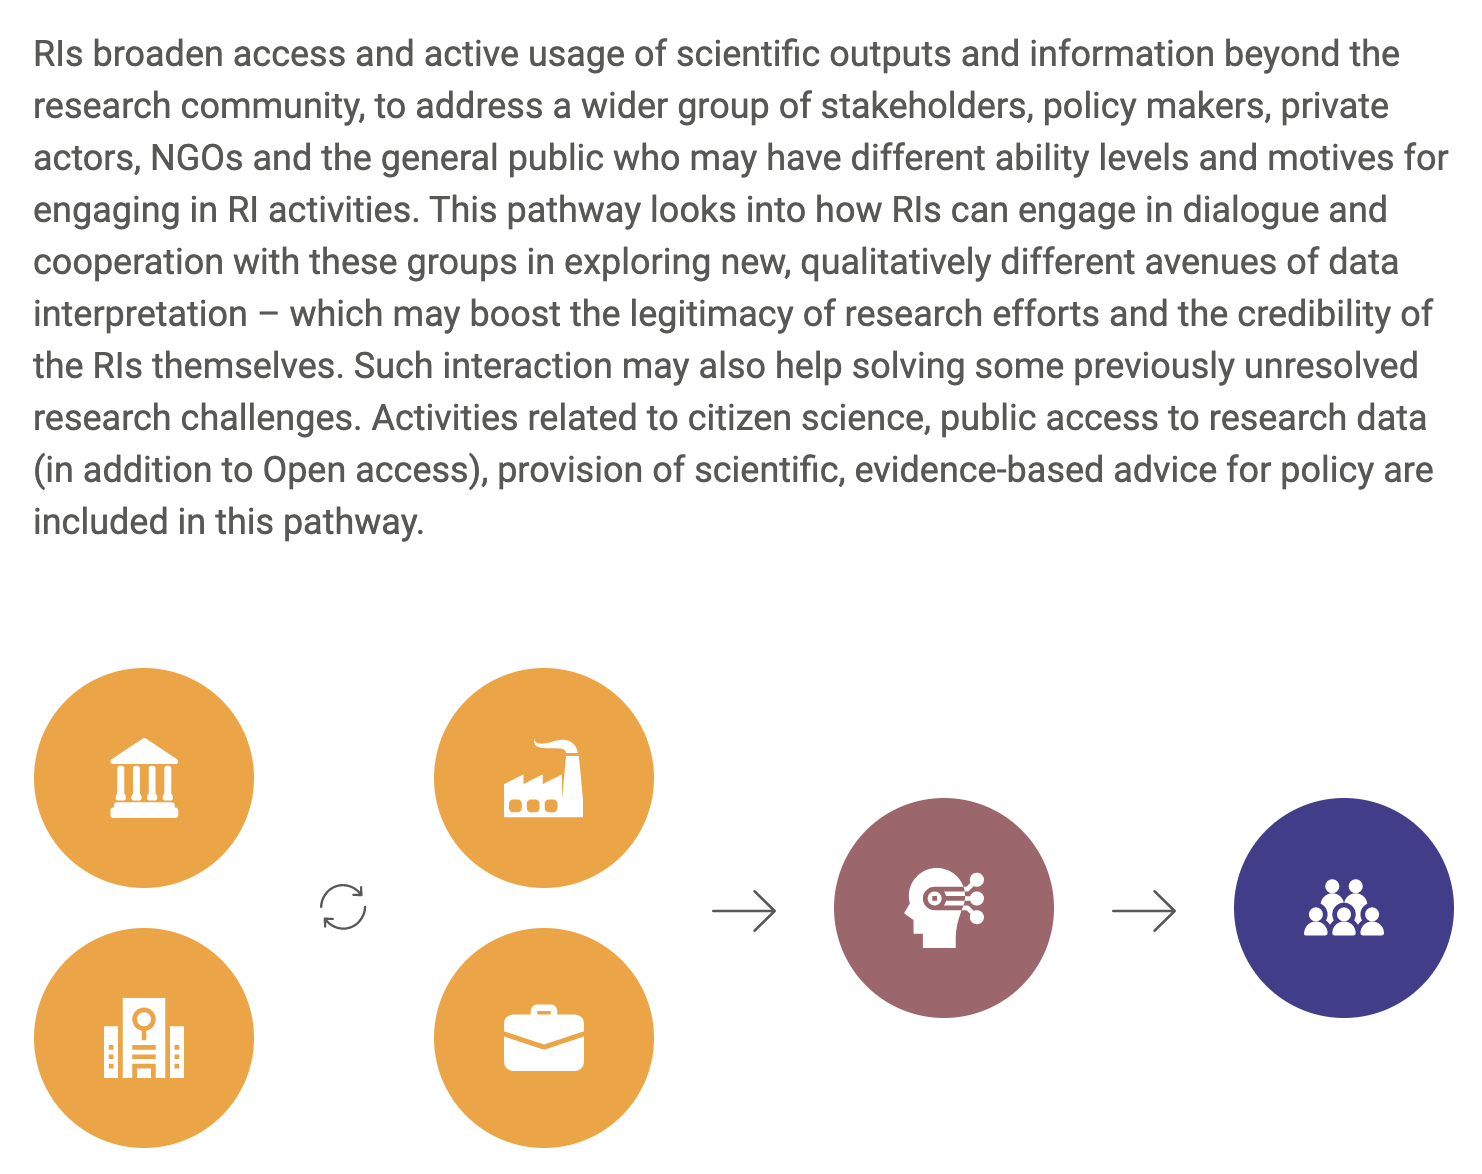 RIs broaden access and active usage of scientific outputs and information beyond the
research community, to address a wider group of stakeholders, policy makers, private
actors, NGOs and the general public who may have different ability levels and motives for
engaging in RI activities. This pathway looks into how RIs can engage in dialogue and
cooperation with these groups in exploring new, qualitatively different avenues of data
interpretation – which may boost the legitimacy of research efforts and the credibility of
the RIs themselves. Such interaction may also help solving some previously unresolved
research challenges. Activities related to citizen science, public access to research data
(in addition to Open access), provision of scientific, evidence-based advice for policy are
included in this pathway.